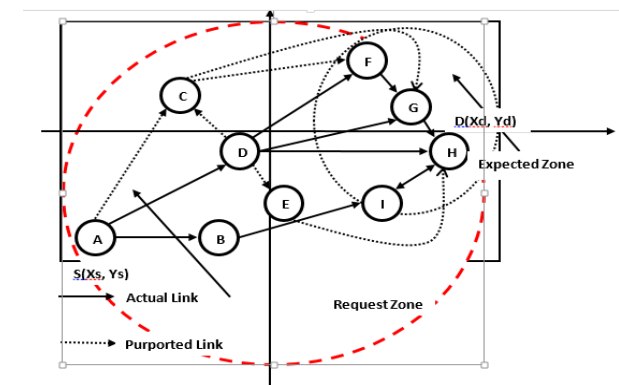 F
C
G
D(Xd, Yd)
D
H
Expected Zone
E
I
A
B
S(Xs, Ys)
Actual Link
Request Zone
Purported Link